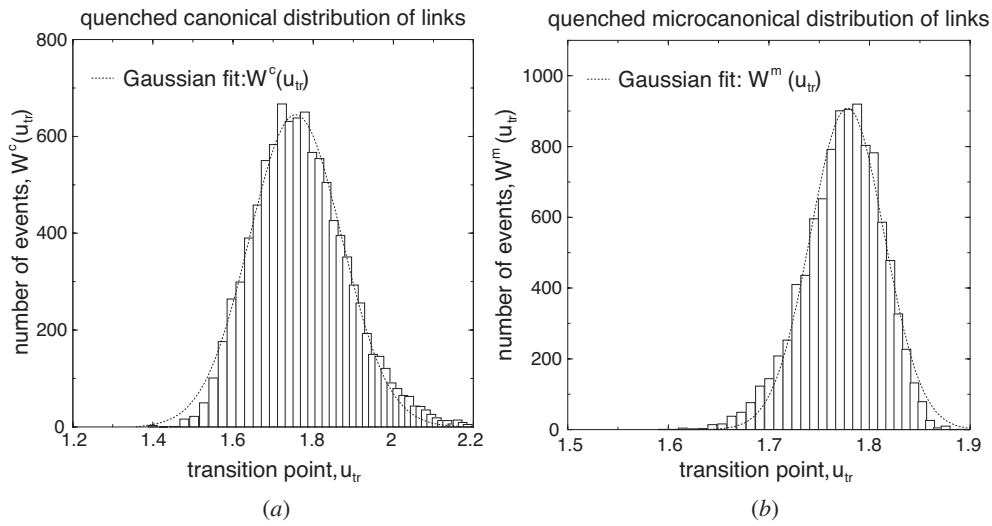 quenched canonical distribution of links
800
600
400
200
0
number of events, W^c(u_tr)
Gaussian fit:W^c(u_tr)
1.2 1.4 1.6 1.8 2 2.2
transition point, u_tr
(a)
quenched microcanonical distribution of links
1000
800
600
400
200
0
number of events, W^m (u_tr)
Gaussian fit: W^m (u_tr)
1.5 1.6 1.7 1.8 1.9
transition point, u_tr
(b)